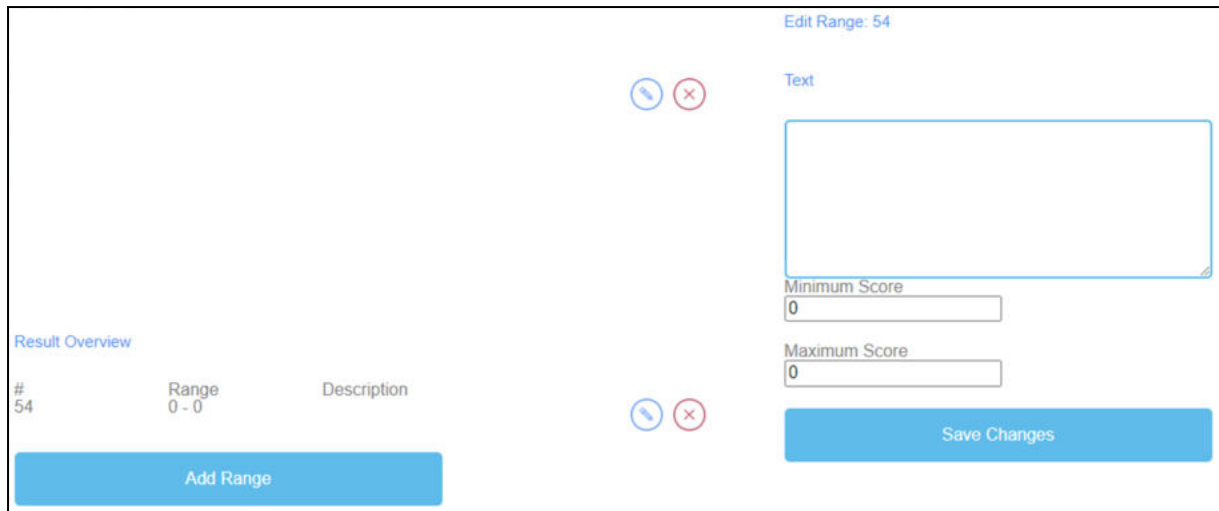 Edit Range: 54
Text
Minimum Score
0
Maximum Score
0
Save Changes
Result Overview
# Range Description
54 0 - 0
Add Range